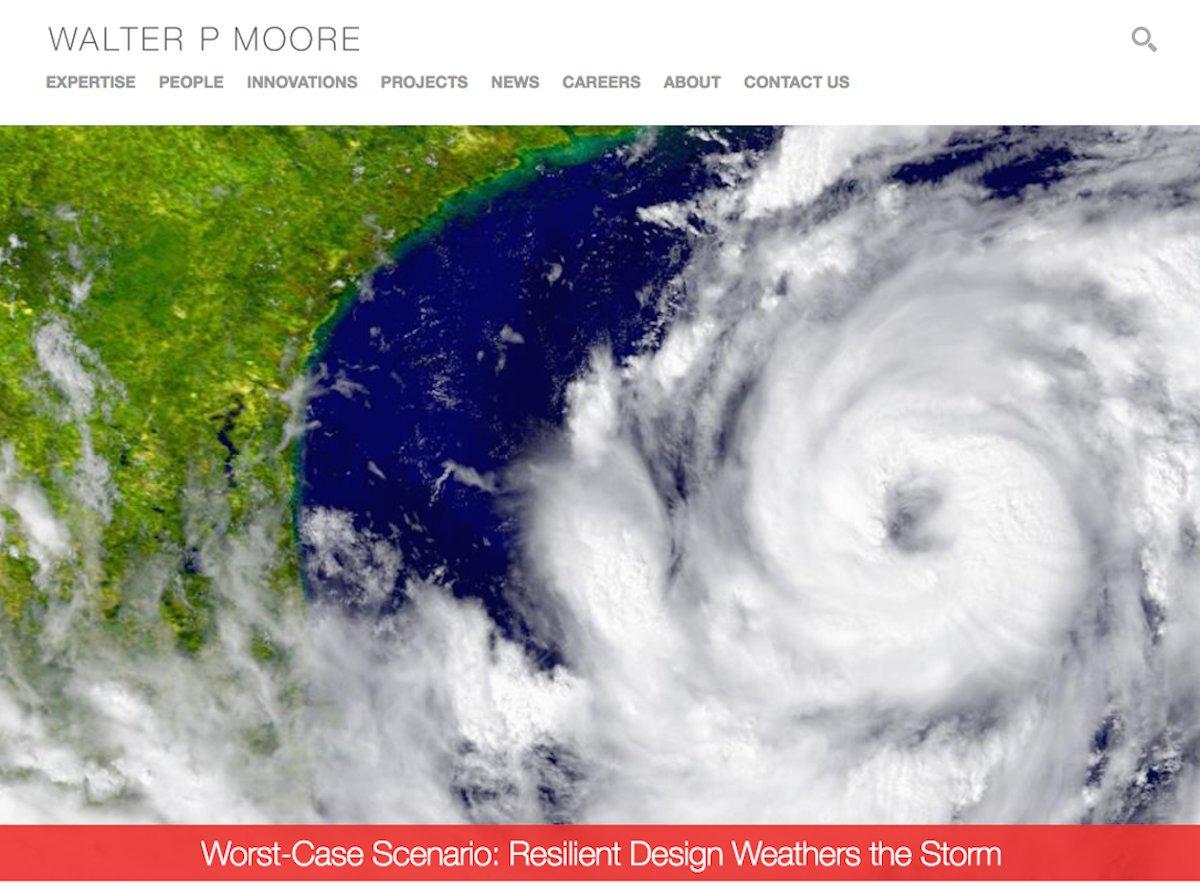 WALTER P MOORE
EXPERTISE PEOPLE INNOVATIONS PROJECTS NEWS CAREERS ABOUT CONTACT US
Worst-Case Scenario: Resilient Design Weathers the Storm